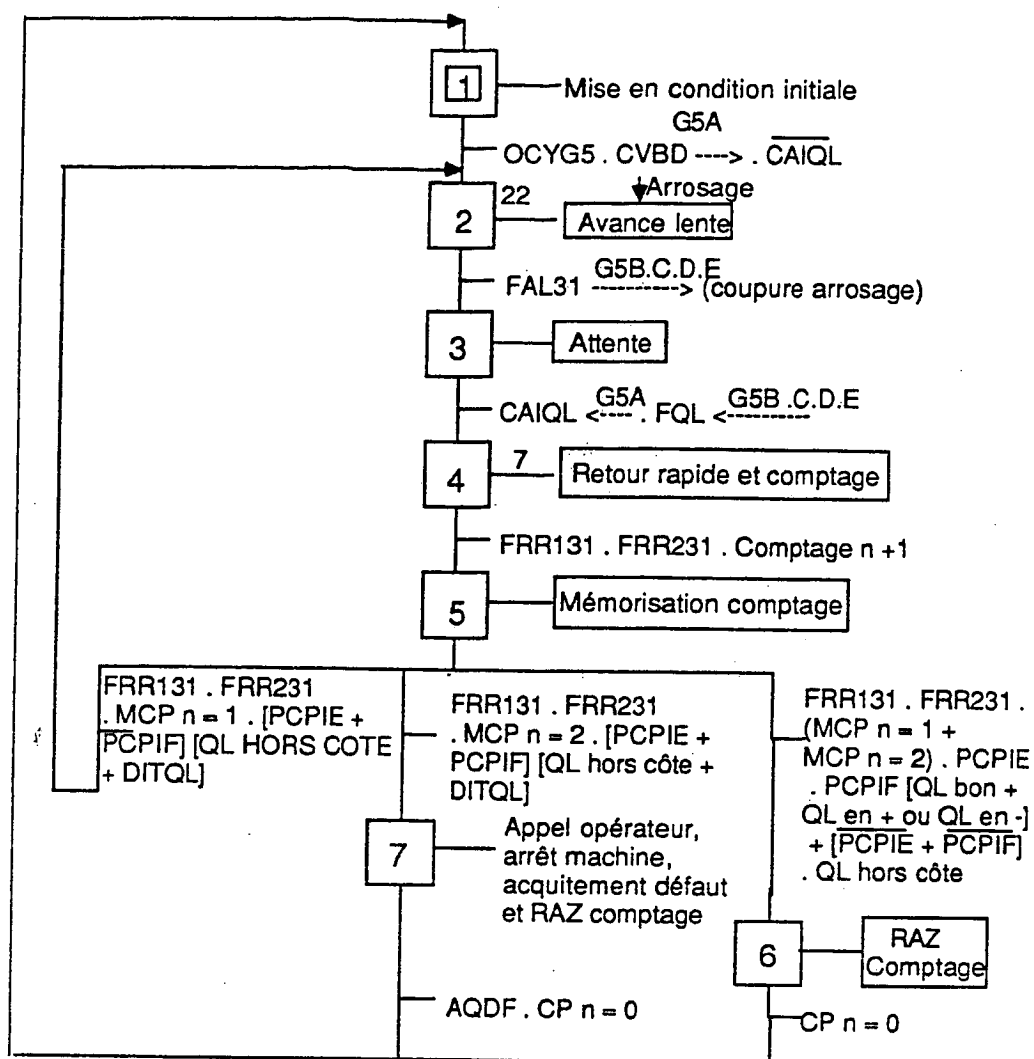 1
Mise en condition initiale
G5A
OCYG5 . CVBD ----> . CAIQL
Arrosage
22
2
Avance lente
G5B.C.D.E
FAL31 --------> (coupure arrosage)
3
Attente
G5A
G5B .C.D.E
CAIQL <---- . FQL <---------
7
4
Retour rapide et comptage
FRR131 . FRR231 . Comptage n +1
5
Mémorisation comptage
FRR131 . FRR231
. MCP n = 1 . [PCPIE +
PCPIF] [QL HORS COTE
+ DITQL]
FRR131 . FRR231
. MCP n = 2 . [PCPIE +
PCPIF] [QL hors côte +
DITQL]
FRR131 . FRR231 .
(MCP n = 1 +
MCP n = 2) . PCPIE
. PCPIF [QL bon +
QL en + ou QL en -]
+ [PCPIE + PCPIF]
. QL hors côte
7
Appel opérateur,
arrêt machine,
acquitement défaut
et RAZ comptage
6
RAZ
Comptage
AQDF . CP n = 0
CP n = 0